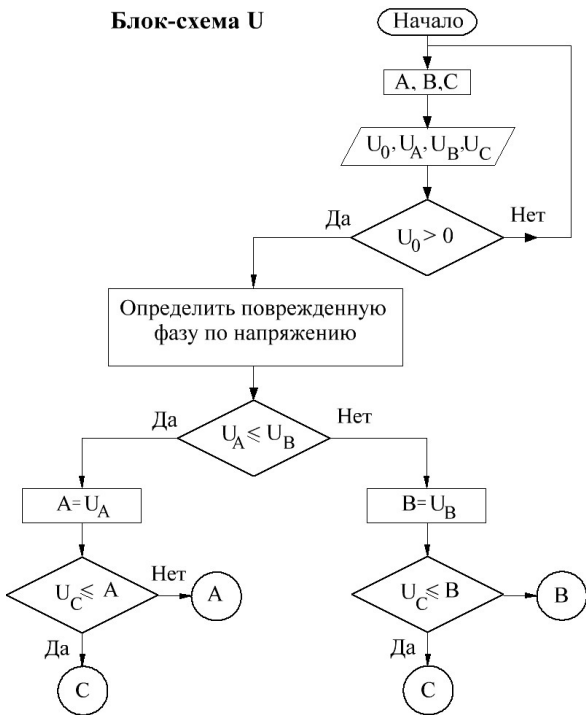 Блок-схема U
Начало
A, B,C
U0, UA, UB, UC
Да
Нет
U0 > 0
Определить поврежденную
фазу по напряжению
Да
Нет
UA ⩽ UB
A= UA
B= UB
UC ⩽ A
Нет
A
UC ⩽ B
B
Да
Да
C
C